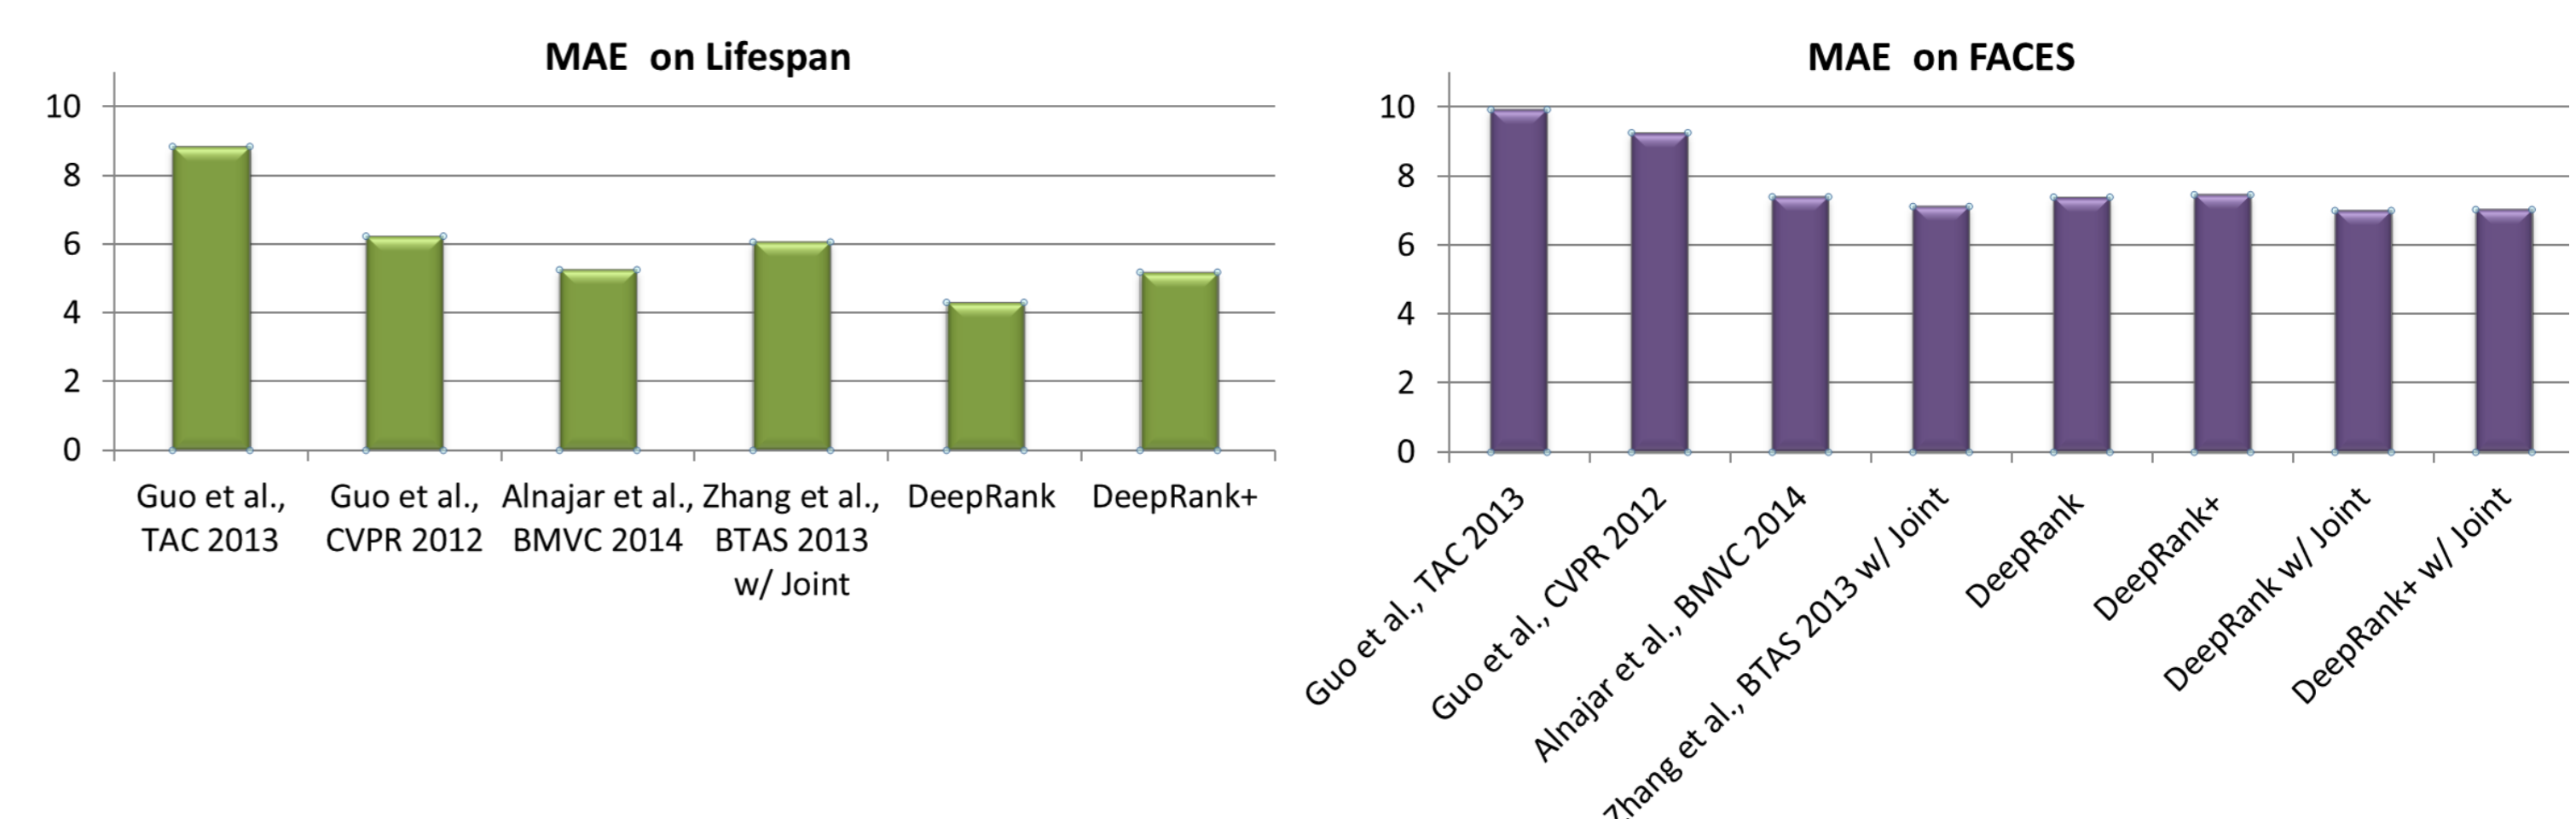 MAE on Lifespan
10
8
6
4
2
0
Guo et al.,
TAC 2013
Guo et al.,
CVPR 2012
Alnajar et al.,
BMVC 2014
Zhang et al.,
BTAS 2013
w/ Joint
DeepRank
DeepRank+
MAE on FACES
10
8
6
4
2
0
Guo et al., TAC 2013
Guo et al., CVPR 2012
Alnajar et al., BMVC 2014
Zhang et al., BTAS 2013 w/ Joint
DeepRank
DeepRank+
DeepRank w/ Joint
DeepRank+ w/ Joint